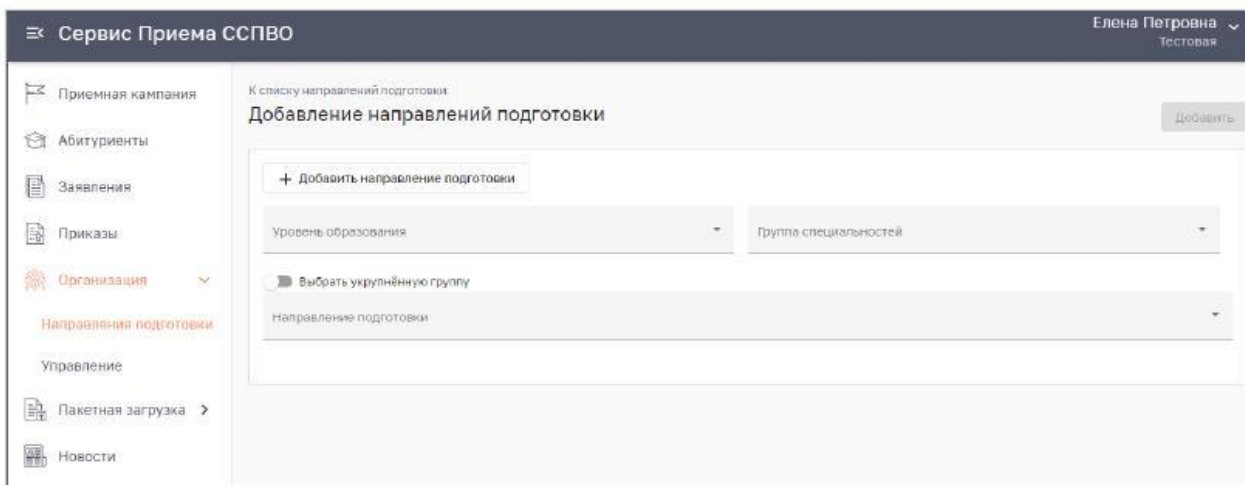 Сервис Приема ССПВО
Елена Петровна
Тестовая
Приемная кампания
Абитуриенты
Заявления
Приказы
Организация
Направления подготовки
Управление
Пакетная загрузка
Новости
К списку направлений подготовки
Добавление направлений подготовки
Добавить
+ Добавить направление подготовки
Уровень образования
Группа специальностей
Выбрать укрупнённую группу
Направление подготовки